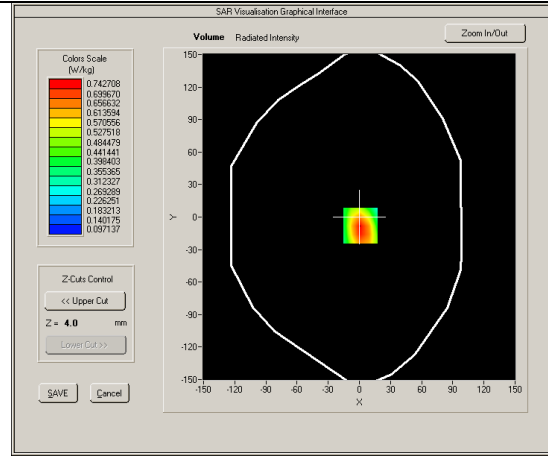 SAR Visualisation Graphical Interface
Volume Radiated Intensity
Zoom In/Out
Colors Scale
(W/kg)
0.742708
0.699670
0.656632
0.613594
0.570556
0.527518
0.484479
0.441441
0.398403
0.355365
0.312327
0.269289
0.226251
0.183213
0.140175
0.097137
Z-Cuts Control
<< Upper Cut
Z = 4.0 mm
Lower Cut >>
SAVE Cancel
150
120
90
60
30
0
-30
-60
-90
-120
-150
Y
-150 -120 -90 -60 -30 0 30 60 90 120 150
X